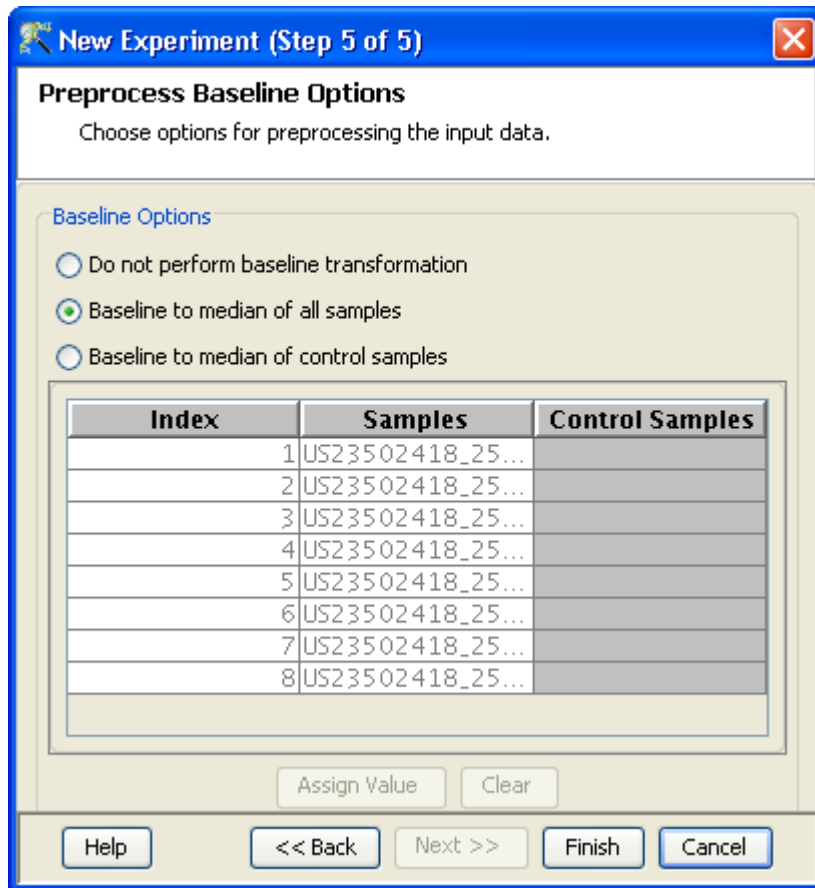 New Experiment (Step 5 of 5)
Preprocess Baseline Options
Choose options for preprocessing the input data.
Baseline Options
Do not perform baseline transformation
Baseline to median of all samples
Baseline to median of control samples
Index Samples Control Samples
1 US23502418_25...
2 US23502418_25...
3 US23502418_25...
4 US23502418_25...
5 US23502418_25...
6 US23502418_25...
7 US23502418_25...
8 US23502418_25...
Assign Value Clear
Help << Back Next >> Finish Cancel